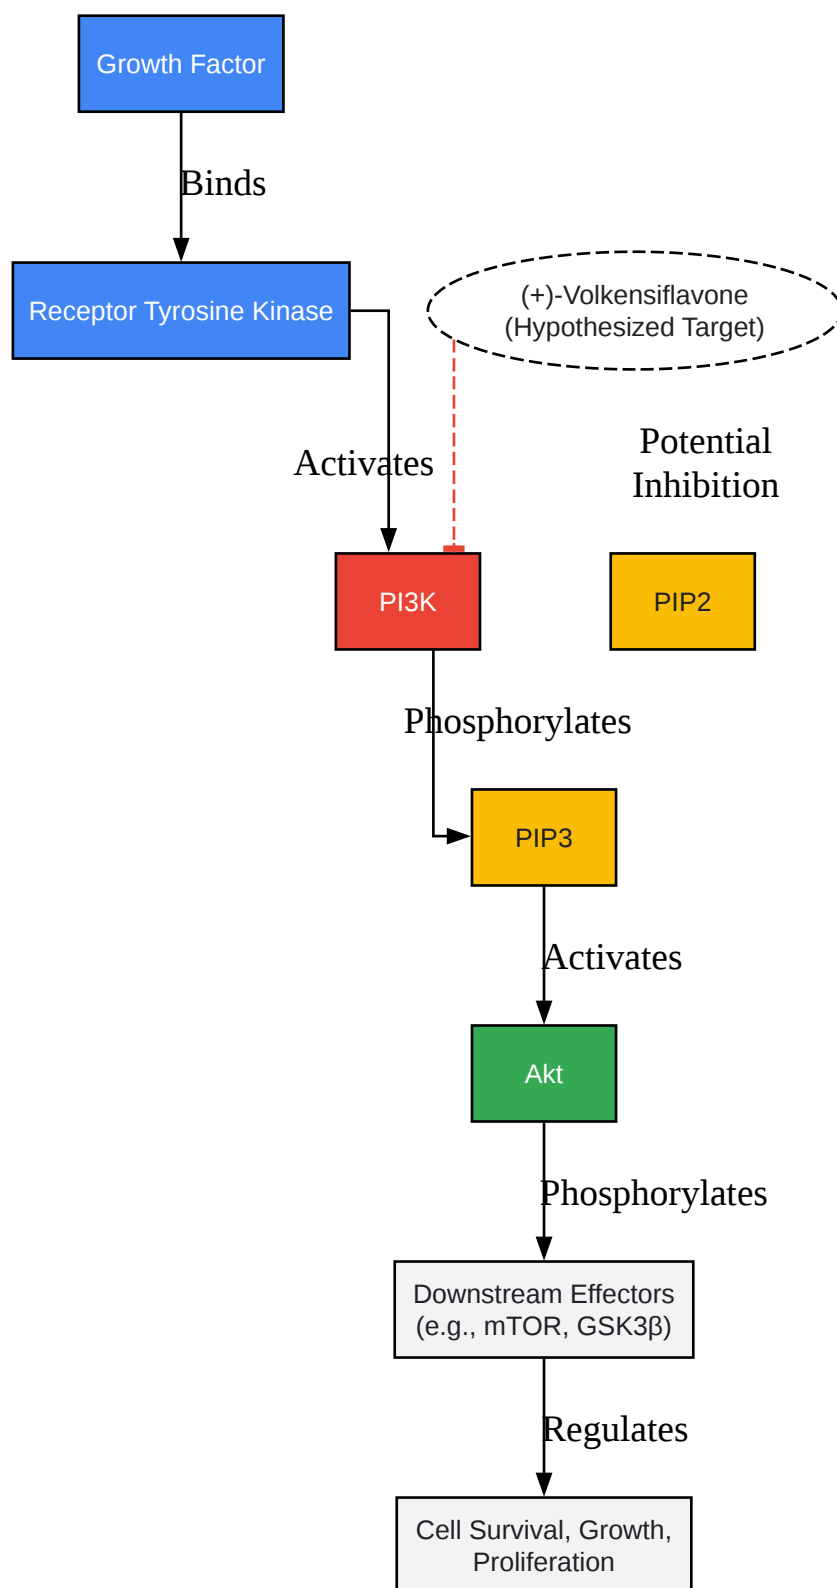 Growth Factor
Binds
Receptor Tyrosine Kinase
(+)-Volkensiflavone
(Hypothesized Target)
Activates
Potential
Inhibition
PI3K
PIP2
Phosphorylates
PIP3
Activates
Akt
Phosphorylates
Downstream Effectors
(e.g., mTOR, GSK3β)
Regulates
Cell Survival, Growth,
Proliferation